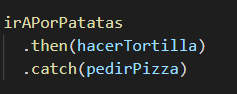 irAPorPatatas
.then(hacerTortilla)
.catch(pedirPizza)